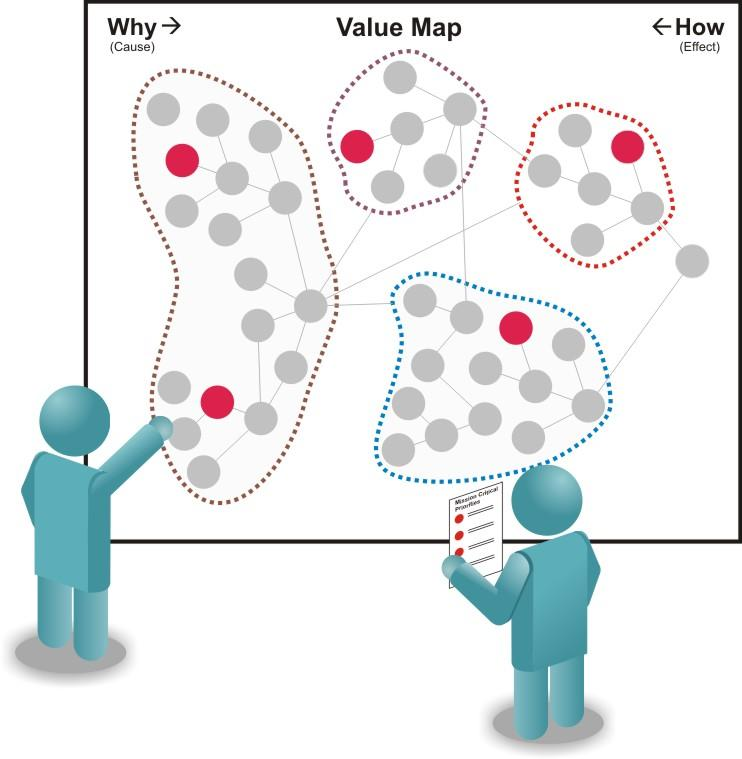 Why→
(Cause)
Value Map
←How
(Effect)
Mission Critical
Priorities